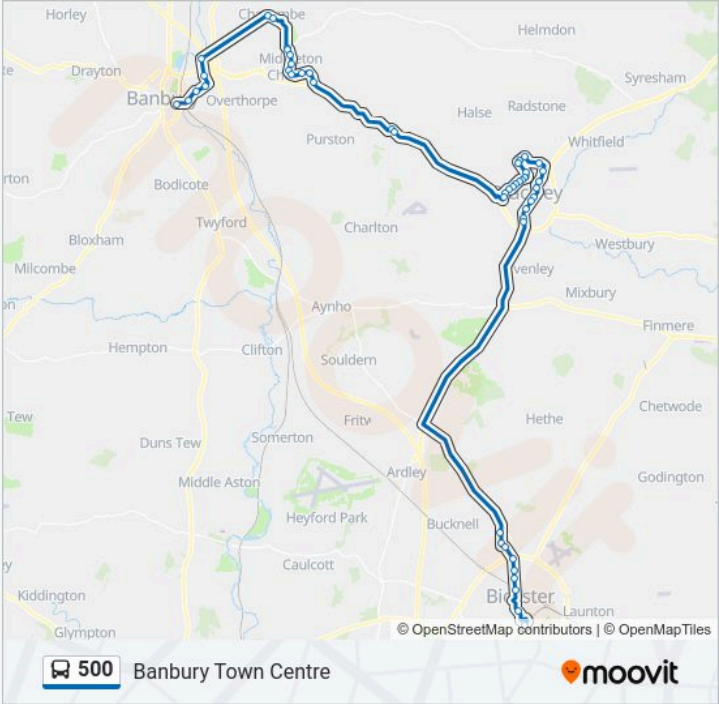 Horley
Helmdon
Drayton
Syresham
Overthorpe
Halse
Radstone
Purston
Whitfield
Bodicote
Twyford
Charlton
Bloxham
Westbury
Milcombe
Mixbury
Aynho
Finmere
Hempton
Clifton
Souldern
Chetwode
Tew
Hethe
Duns Tew
Somerton
Ardley
Godington
Middle Aston
Heyford Park
Bucknell
Caulcott
Kiddington
Launton
Glympton
© OpenStreetMap contributors | © OpenMapTiles
500 Banbury Town Centre
moovit